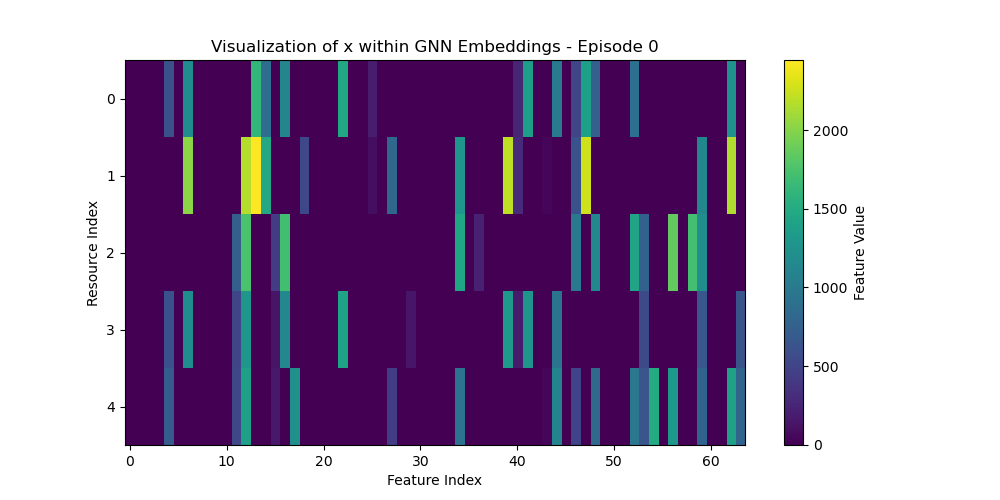 Visualization of x within GNN Embeddings - Episode 0
Resource Index
0
1
2
3
4
0 10 20 30 40 50 60
Feature Index
2000
1500
1000
500
0
Feature Value